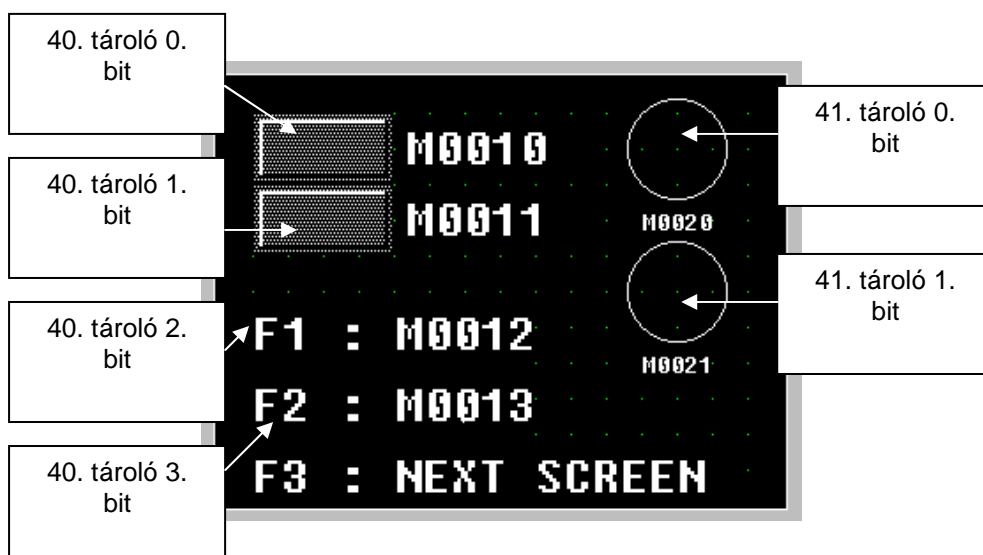 40. tároló 0.
bit
40. tároló 1.
bit
40. tároló 2.
bit
40. tároló 3.
bit
M0010
M0011
F1 : M0012
F2 : M0013
F3 : NEXT SCREEN
M0020
M0021
41. tároló 0.
bit
41. tároló 1.
bit